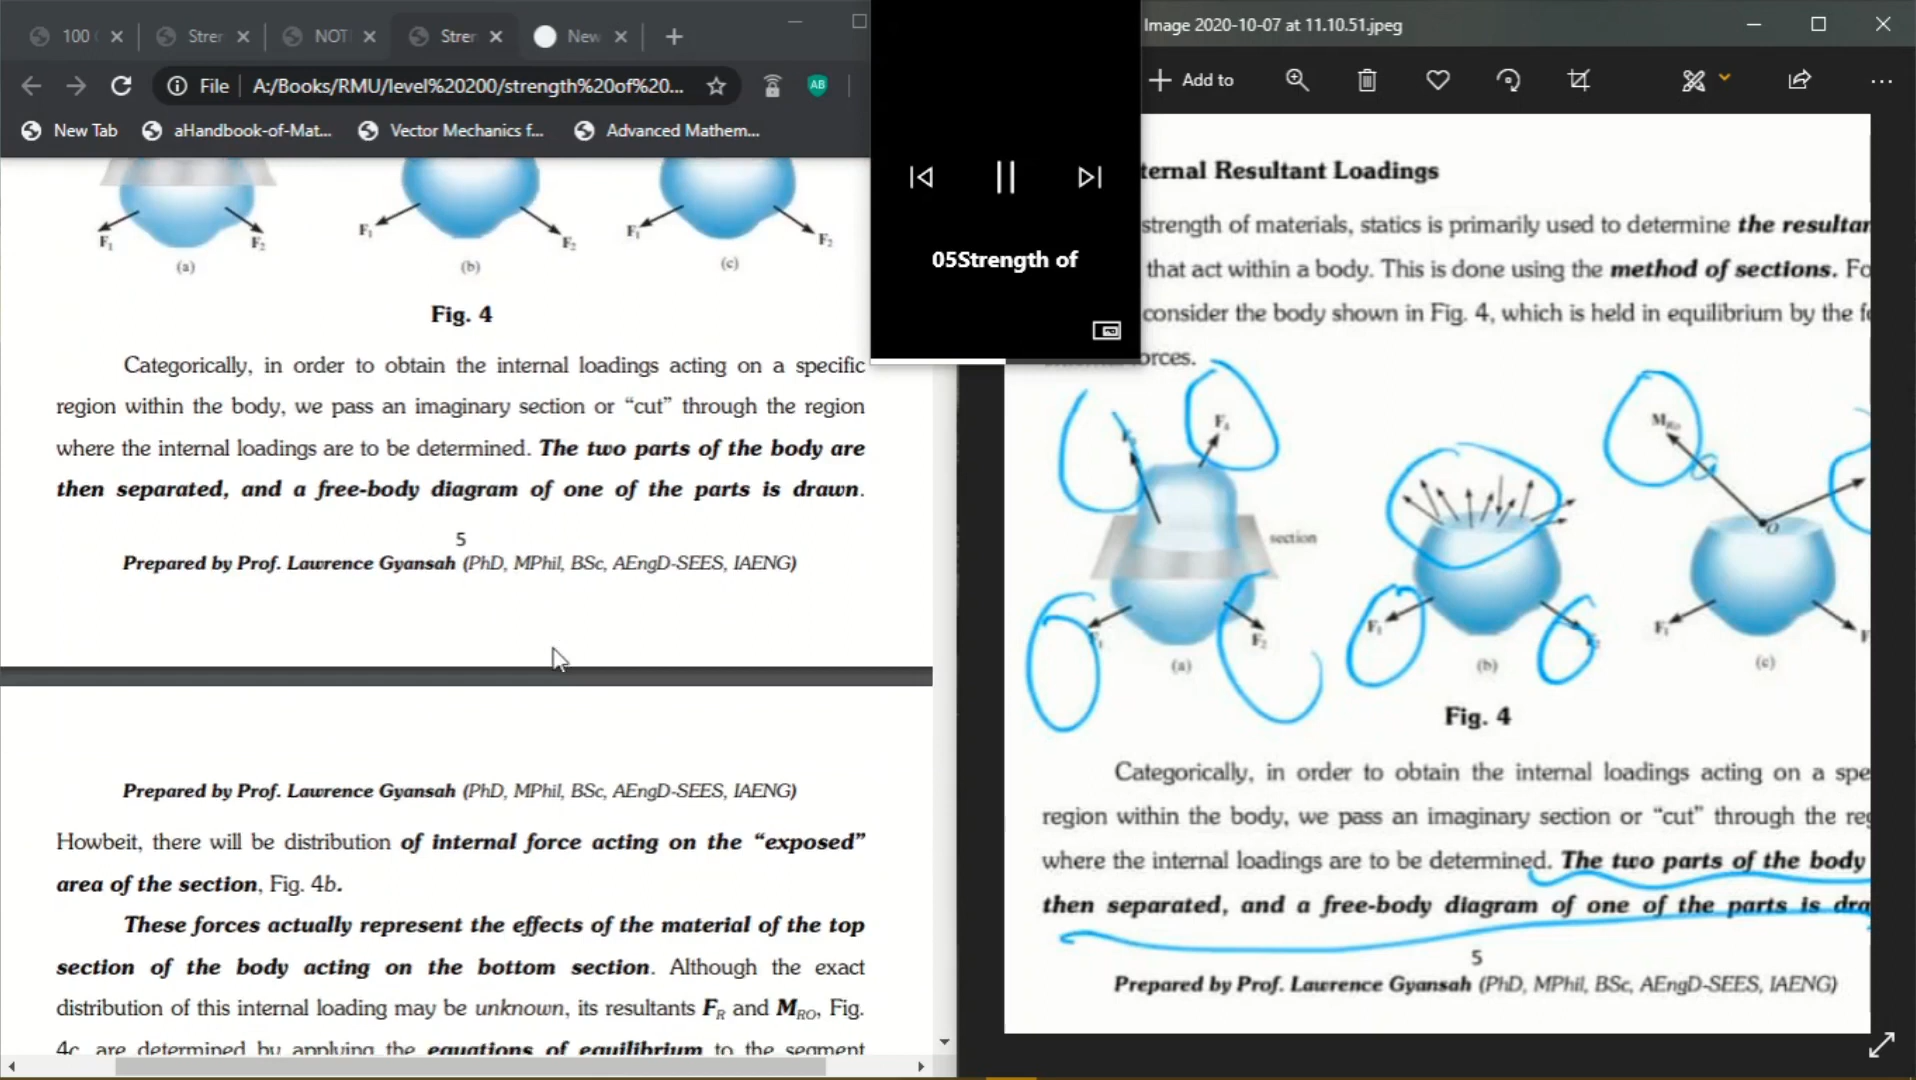 100
Stren
NOTI
Stren
New
File
A:/Books/RMU/level%20200/strength%20of%20...
AB
New Tab
aHandbook-of-Mat...
Vector Mechanics f...
Advanced Mathem...
F₁
F₂
(a)
F₁
F₂
(b)
F₁
F₂
(c)
Fig. 4
Categorically, in order to obtain the internal loadings acting on a specific
region within the body, we pass an imaginary section or “cut” through the region
where the internal loadings are to be determined. The two parts of the body are
then separated, and a free-body diagram of one of the parts is drawn.
5
Prepared by Prof. Lawrence Gyansah (PhD, MPhil, BSc, AEngD-SEES, IAENG)
Prepared by Prof. Lawrence Gyansah (PhD, MPhil, BSc, AEngD-SEES, IAENG)
Howbeit, there will be distribution of internal force acting on the “exposed”
area of the section, Fig. 4b.
These forces actually represent the effects of the material of the top
section of the body acting on the bottom section. Although the exact
distribution of this internal loading may be unknown, its resultants F_R and M_RO, Fig.
4c, are determined by applying the equations of equilibrium to the segment
05Strength of
Image 2020-10-07 at 11.10.51.jpeg
Add to
ternal Resultant Loadings
strength of materials, statics is primarily used to determine the resultan
that act within a body. This is done using the method of sections. Fo
consider the body shown in Fig. 4, which is held in equilibrium by the f
orces.
F₄
section
F₁
F₂
(a)
F₁
(b)
M_Ro
O
F₁
F
(c)
Fig. 4
Categorically, in order to obtain the internal loadings acting on a spe
region within the body, we pass an imaginary section or “cut” through the reg
where the internal loadings are to be determined. The two parts of the body
then separated, and a free-body diagram of one of the parts is dra
5
Prepared by Prof. Lawrence Gyansah (PhD, MPhil, BSc, AEngD-SEES, IAENG)